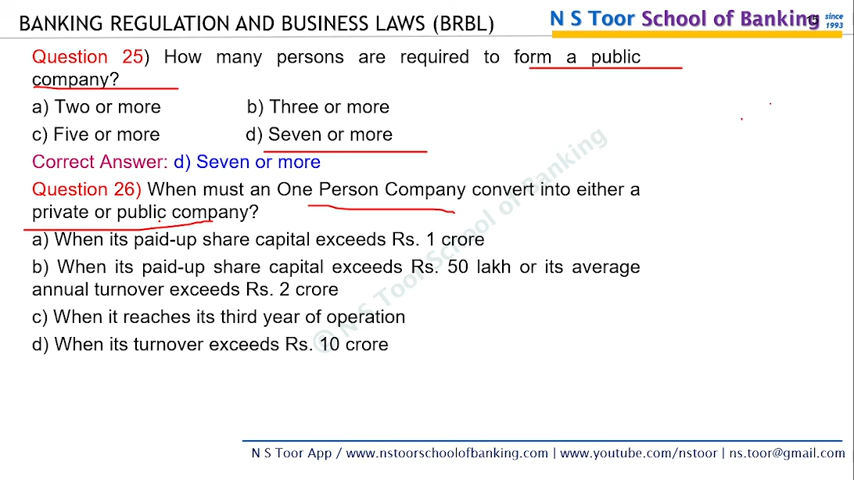 BANKING REGULATION AND BUSINESS LAWS (BRBL)
N S Toor School of Banking since 1993
Question 25) How many persons are required to form a public
company?
a) Two or more b) Three or more
c) Five or more d) Seven or more
Correct Answer: d) Seven or more
Question 26) When must an One Person Company convert into either a
private or public company?
a) When its paid-up share capital exceeds Rs. 1 crore
b) When its paid-up share capital exceeds Rs. 50 lakh or its average
annual turnover exceeds Rs. 2 crore
c) When it reaches its third year of operation
d) When its turnover exceeds Rs. 10 crore
© N S Toor School of Banking
N S Toor App / www.nstoorschoolofbanking.com | www.youtube.com/nstoor | ns.toor@gmail.com